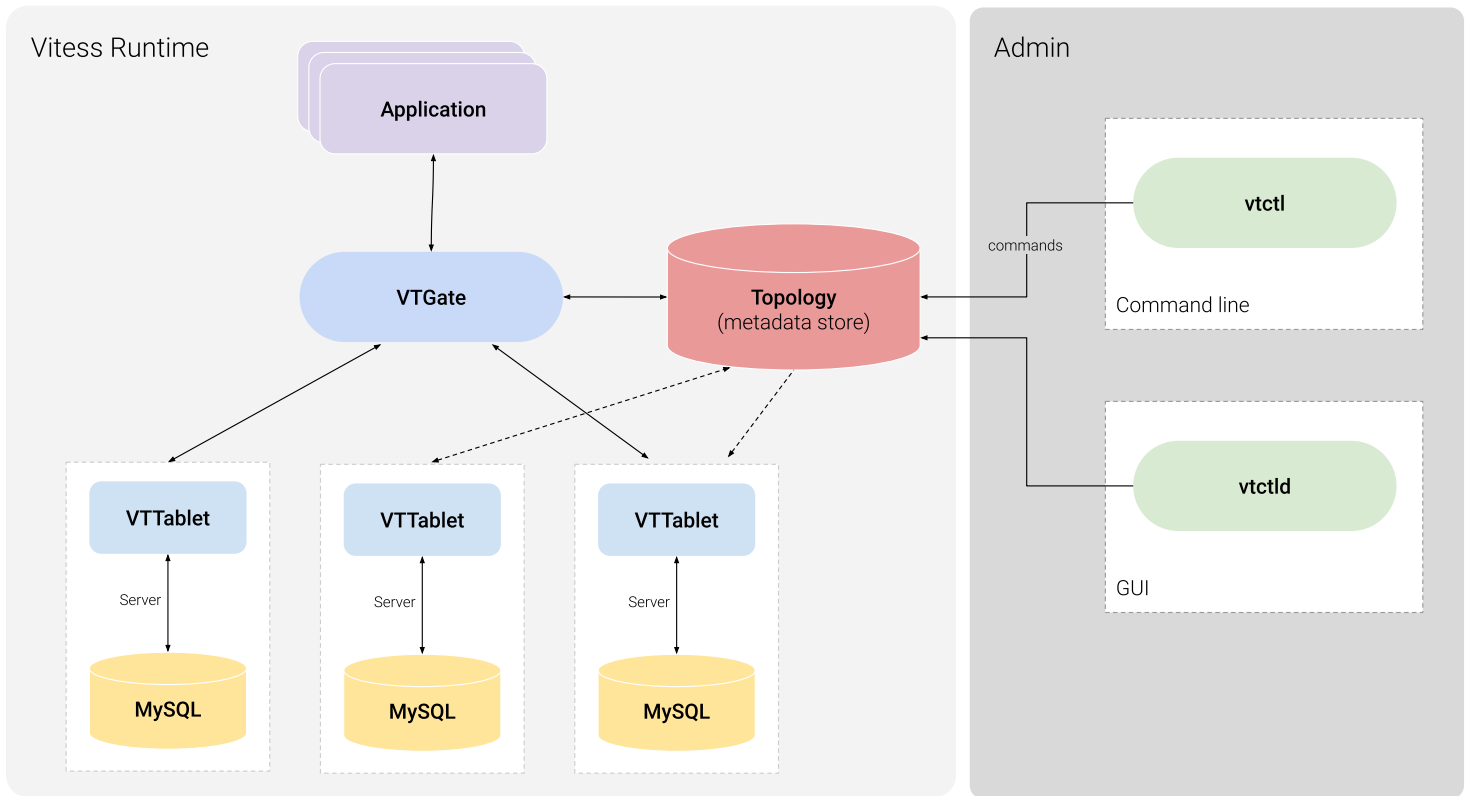 Vitess Runtime
Application
VTGate
Topology
(metadata store)
VTTablet
Server
MySQL
VTTablet
Server
MySQL
VTTablet
Server
MySQL
Admin
vtctl
commands
Command line
vtctld
GUI